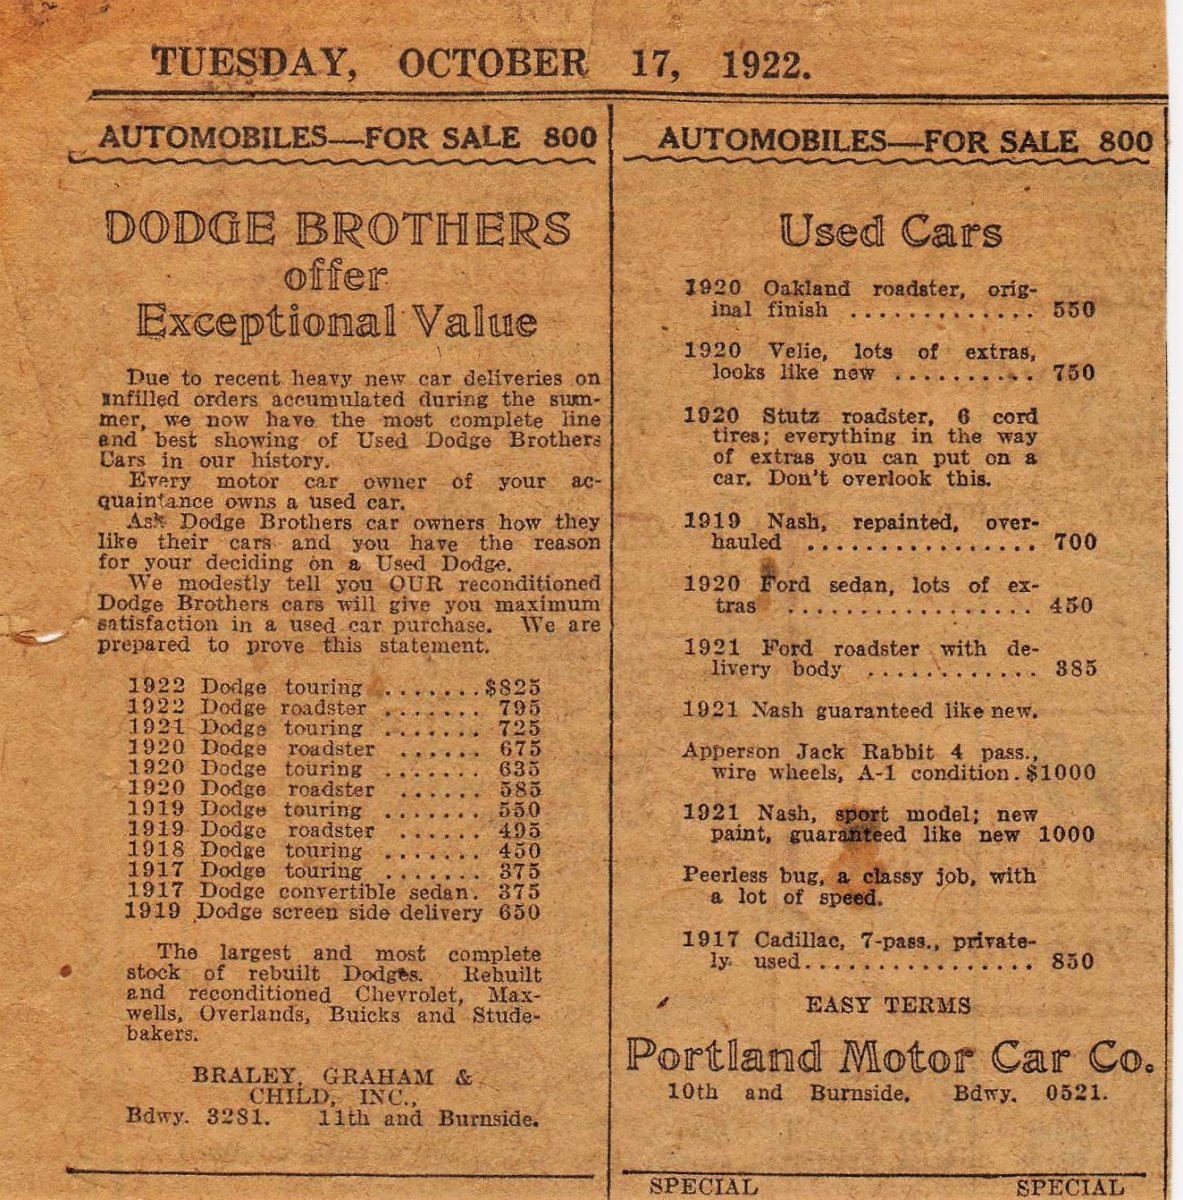 TUESDAY, OCTOBER 17, 1922.
AUTOMOBILES—FOR SALE 800
DODGE BROTHERS
offer
Exceptional Value
Due to recent heavy new car deliveries on
unfilled orders accumulated during the sum-
mer, we now have the most complete line
and best showing of Used Dodge Brothers
Cars in our history.
Every motor car owner of your ac-
quaintance owns a used car.
Ask Dodge Brothers car owners how they
like their cars and you have the reason
for your deciding on a Used Dodge.
We modestly tell you OUR reconditioned
Dodge Brothers cars will give you maximum
satisfaction in a used car purchase. We are
prepared to prove this statement.
1922 Dodge touring .......$825
1922 Dodge roadster ....... 795
1921 Dodge touring ....... 725
1920 Dodge roadster ...... 675
1920 Dodge touring ....... 635
1920 Dodge roadster ...... 585
1919 Dodge touring ....... 550
1919 Dodge roadster ...... 495
1918 Dodge touring ....... 450
1917 Dodge touring ....... 375
1917 Dodge convertible sedan. 375
1919 Dodge screen side delivery 650
The largest and most complete
stock of rebuilt Dodges. Rebuilt
and reconditioned Chevrolet, Max-
wells, Overlands, Buicks and Stude-
bakers.
BRALEY, GRAHAM &
CHILD, INC.,
Bdwy. 3281. 11th and Burnside.
AUTOMOBILES—FOR SALE 800
Used Cars
1920 Oakland roadster, orig-
inal finish ............. 550
1920 Velie, lots of extras,
looks like new .......... 750
1920 Stutz roadster, 6 cord
tires; everything in the way
of extras you can put on a
car. Don't overlook this.
1919 Nash, repainted, over-
hauled ................ 700
1920 Ford sedan, lots of ex-
tras ................. 450
1921 Ford roadster with de-
livery body ............ 385
1921 Nash guaranteed like new.
Apperson Jack Rabbit 4 pass.,
wire wheels, A-1 condition.$1000
1921 Nash, sport model; new
paint, guaranteed like new 1000
Peerless bug, a classy job, with
a lot of speed.
1917 Cadillac, 7-pass., private-
ly used................ 850
EASY TERMS
Portland Motor Car Co.
10th and Burnside. Bdwy. 0521.
SPECIAL SPECIAL